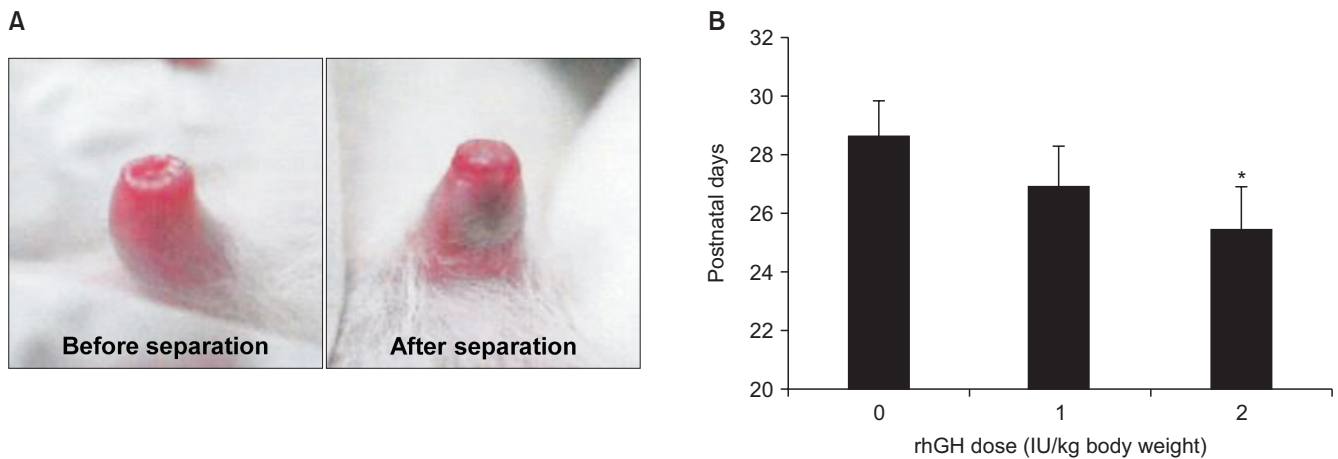 A
Before separation
After separation
B
32
30
28
26
24
22
20
Postnatal days
*
0
1
2
rhGH dose (IU/kg body weight)